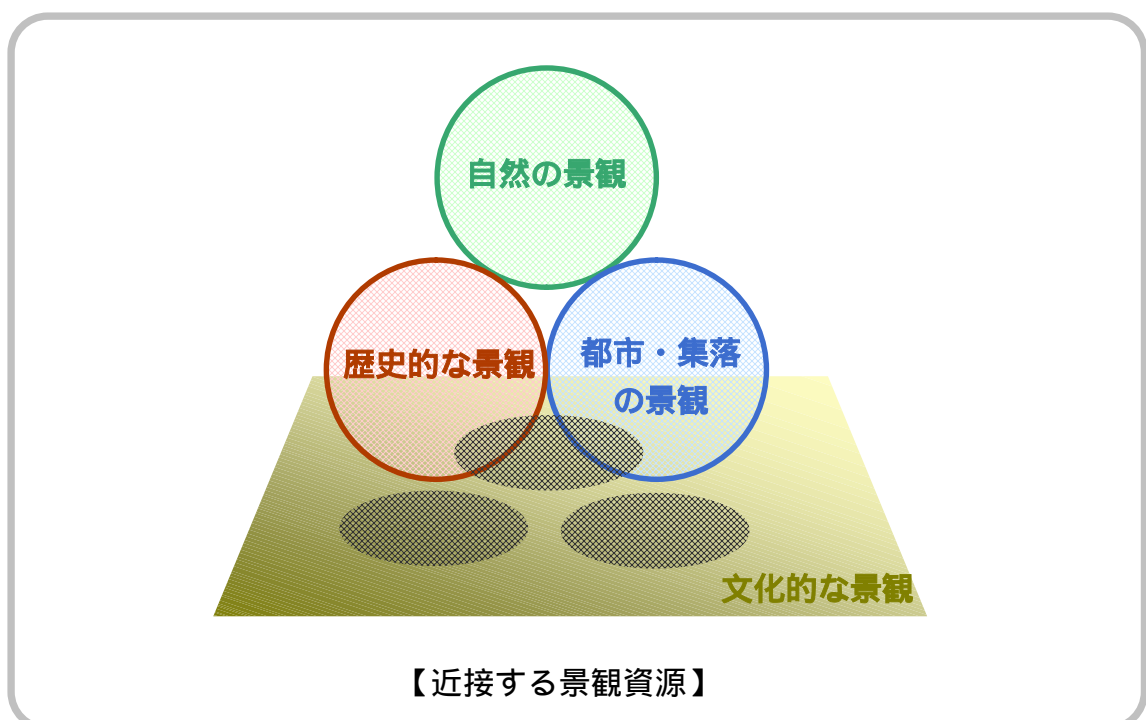 自然の景観
歴史的な景観
都市・集落
の景観
文化的な景観
【近接する景観資源】